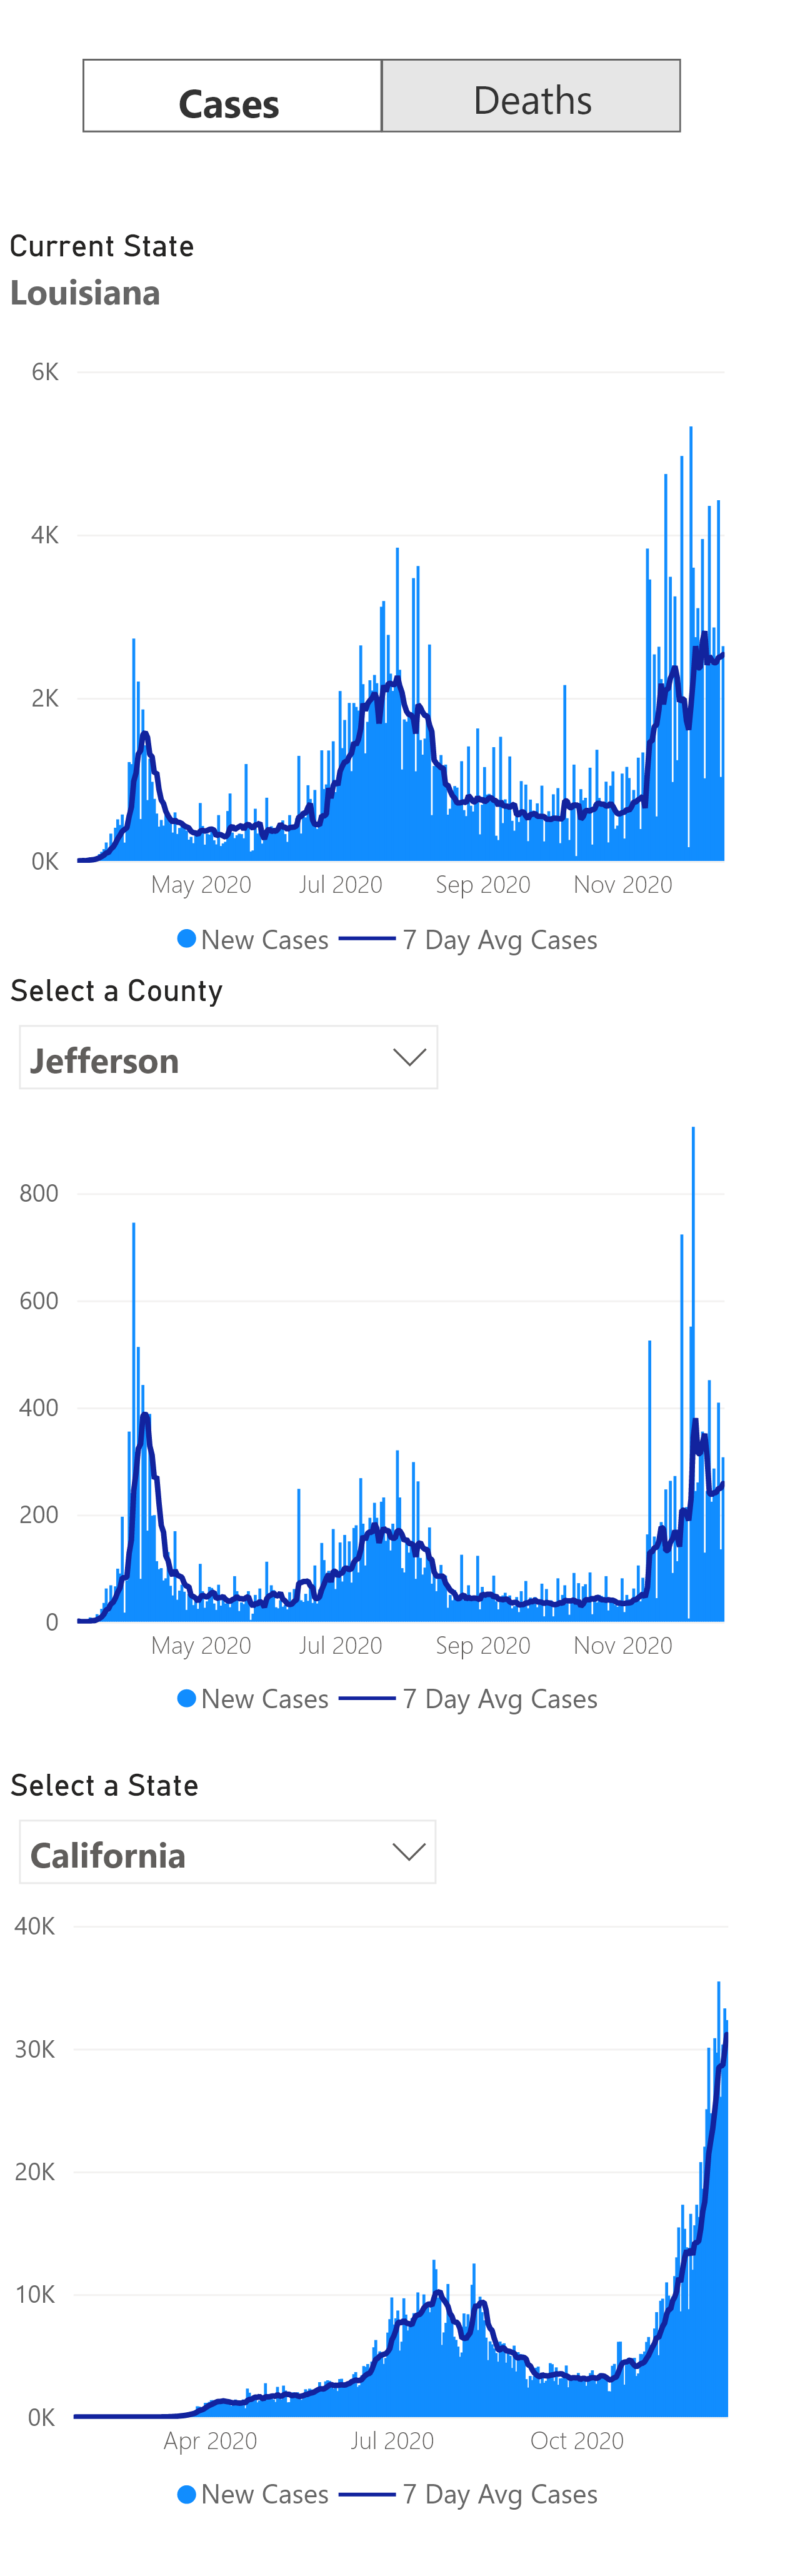 Cases Deaths
Current State
Louisiana
6K
4K
2K
0K
May 2020 Jul 2020 Sep 2020 Nov 2020
New Cases 7 Day Avg Cases
Select a County
Jefferson
800
600
400
200
0
May 2020 Jul 2020 Sep 2020 Nov 2020
New Cases 7 Day Avg Cases
Select a State
California
40K
30K
20K
10K
0K
Apr 2020 Jul 2020 Oct 2020
New Cases 7 Day Avg Cases